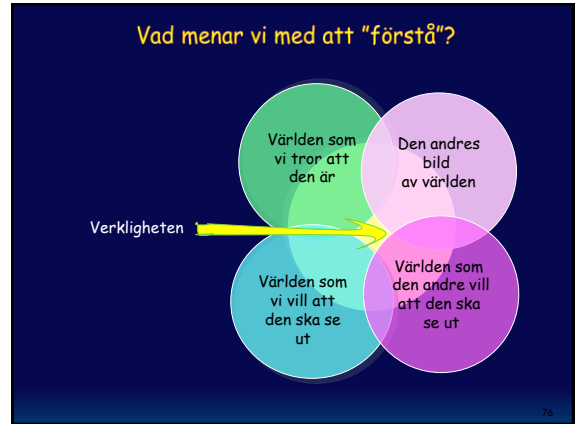 Vad menar vi med att ”förstå”?
Världen som
vi tror att
den är
Den andres
bild
av världen
Verkligheten
Världen som
vi vill att
den ska se
ut
Världen som
den andre vill
att den ska
se ut
76